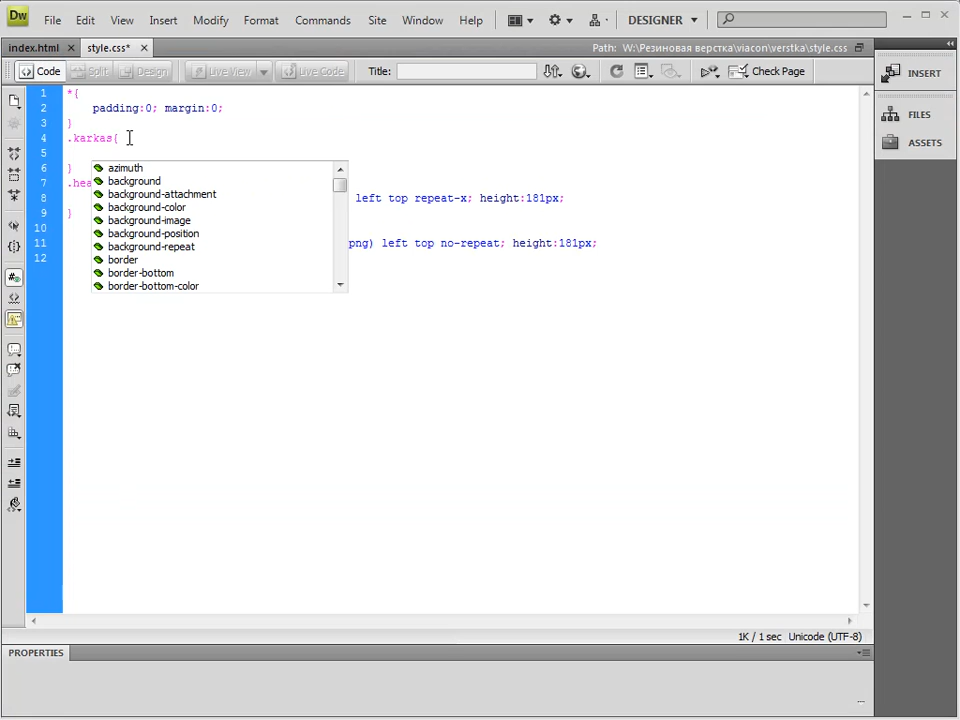 Dw File Edit View Insert Modify Format Commands Site Window Help DESIGNER
index.html style.css* Path: W:\Резиновая верстка\viacon\verstka\style.css
Code Split Design Live View Live Code Title: Check Page
INSERT
FILES
ASSETS
1 *{
2 padding:0; margin:0;
3 }
4 .karkas{
5
6 }
7 .hea
8 left top repeat-x; height:181px;
9 }
10
11 png) left top no-repeat; height:181px;
12
azimuth
background
background-attachment
background-color
background-image
background-position
background-repeat
border
border-bottom
border-bottom-color
1K / 1 sec Unicode (UTF-8)
PROPERTIES